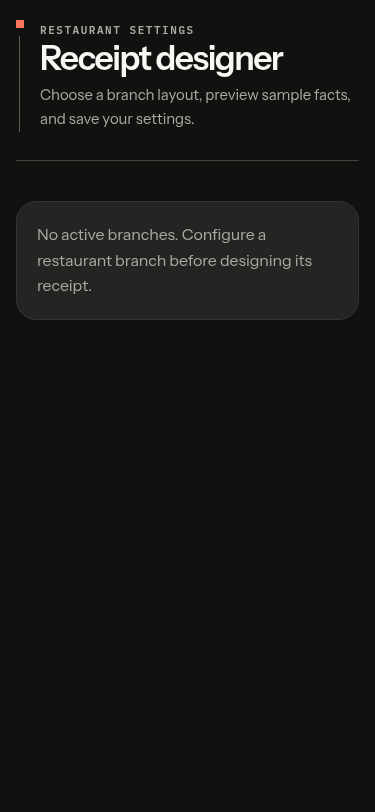 RESTAURANT SETTINGS
Receipt designer
Choose a branch layout, preview sample facts,
and save your settings.
No active branches. Configure a
restaurant branch before designing its
receipt.